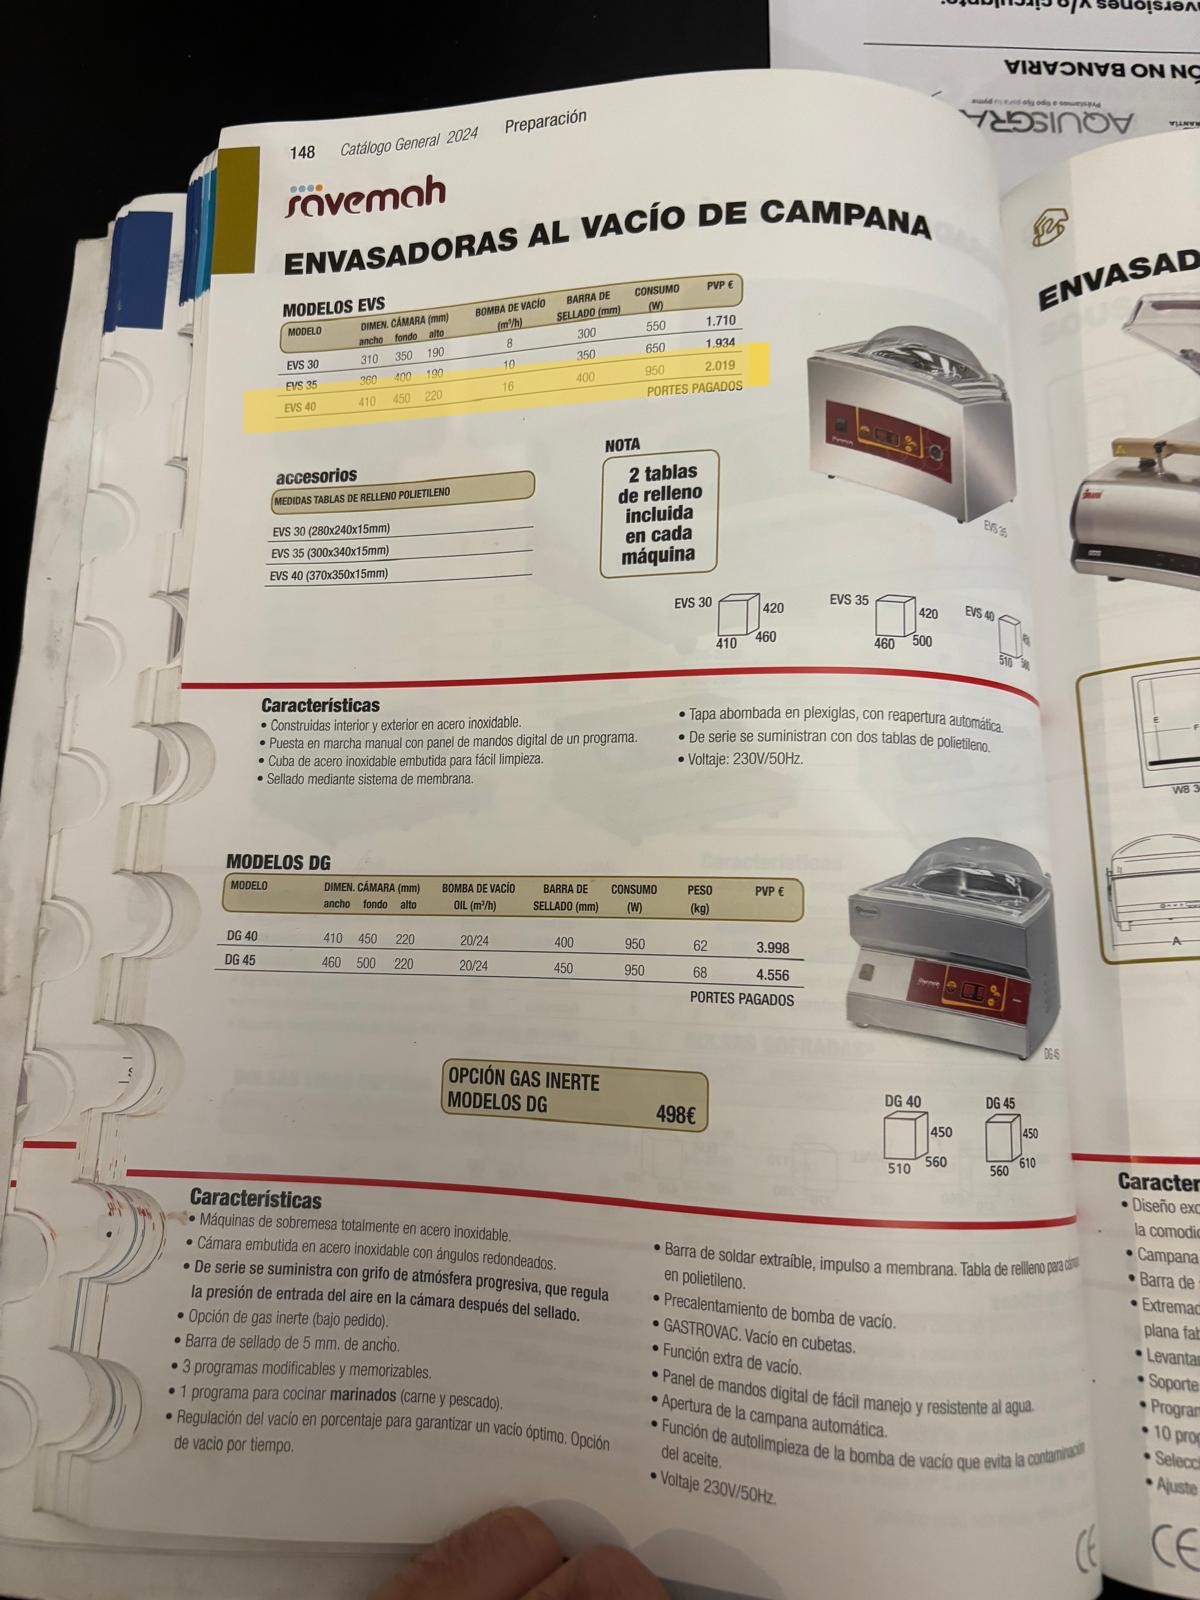 148 Catálogo General 2024 Preparación
savemah
ENVASADORAS AL VACÍO DE CAMPANA
MODELOS EVS
MODELO DIMEN. CÁMARA (mm) BOMBA DE VACÍO BARRA DE CONSUMO PVP €
ancho fondo alto (m³/h) SELLADO (mm) (W)
EVS 30 310 350 190 8 300 550 1.710
EVS 35 360 400 190 10 350 650 1.934
EVS 40 410 450 220 16 400 950 2.019
PORTES PAGADOS
accesorios
MEDIDAS TABLAS DE RELLENO POLIETILENO
EVS 30 (280x240x15mm)
EVS 35 (300x340x15mm)
EVS 40 (370x350x15mm)
NOTA
2 tablas
de relleno
incluida
en cada
máquina
EVS 35
EVS 30 420
410 460
EVS 35 420
460 500
EVS 40
510
Características
• Construidas interior y exterior en acero inoxidable.
• Puesta en marcha manual con panel de mandos digital de un programa.
• Cuba de acero inoxidable embutida para fácil limpieza.
• Sellado mediante sistema de membrana.
• Tapa abombada en plexiglas, con reapertura automática.
• De serie se suministran con dos tablas de polietileno.
• Voltaje: 230V/50Hz.
MODELOS DG
MODELO DIMEN. CÁMARA (mm) BOMBA DE VACÍO BARRA DE CONSUMO PESO PVP €
ancho fondo alto OIL (m³/h) SELLADO (mm) (W) (kg)
DG 40 410 450 220 20/24 400 950 62 3.998
DG 45 460 500 220 20/24 450 950 68 4.556
PORTES PAGADOS
DG 45
OPCIÓN GAS INERTE
MODELOS DG 498€
DG 40 450
510 560
DG 45 450
560 610
Características
• Máquinas de sobremesa totalmente en acero inoxidable.
• Cámara embutida en acero inoxidable con ángulos redondeados.
• De serie se suministra con grifo de atmósfera progresiva, que regula
la presión de entrada del aire en la cámara después del sellado.
• Opción de gas inerte (bajo pedido).
• Barra de sellado de 5 mm. de ancho.
• 3 programas modificables y memorizables.
• 1 programa para cocinar marinados (carne y pescado).
• Regulación del vacío en porcentaje para garantizar un vacío óptimo. Opción
de vacio por tiempo.
• Barra de soldar extraíble, impulso a membrana. Tabla de rellleno para
en polietileno.
• Precalentamiento de bomba de vacío.
• GASTROVAC. Vacío en cubetas.
• Función extra de vacío.
• Panel de mandos digital de fácil manejo y resistente al agua.
• Apertura de la campana automática.
• Función de autolimpieza de la bomba de vacío que evita la contaminación
del aceite.
• Voltaje 230V/50Hz.
CE
versiones y/o circulante:
ÓN NO BANCARIA
AQUISGRA
Préstamos a tipo fijo para tu pyme
ENVASAD
E
F
W8 3
A
Caracter
• Diseño exc
la comodi
• Campana
• Barra de
• Extremad
plana fab
• Levantar
• Soporte
• Program
• 10 prog
• Selecci
• Ajuste
CE